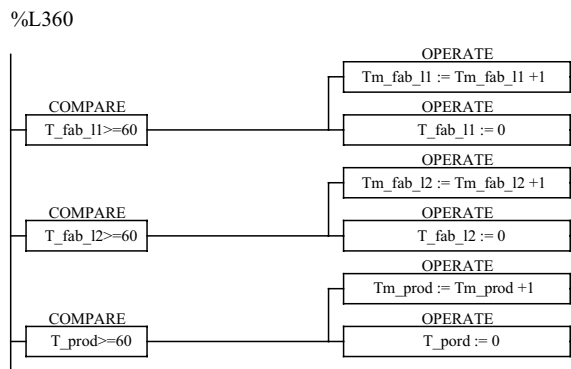 %L360
OPERATE
Tm_fab_l1 := Tm_fab_l1 +1
COMPARE
OPERATE
T_fab_l1>=60
T_fab_l1 := 0
OPERATE
Tm_fab_l2 := Tm_fab_l2 +1
COMPARE
OPERATE
T_fab_l2>=60
T_fab_l2 := 0
OPERATE
Tm_prod := Tm_prod +1
COMPARE
OPERATE
T_prod>=60
T_pord := 0